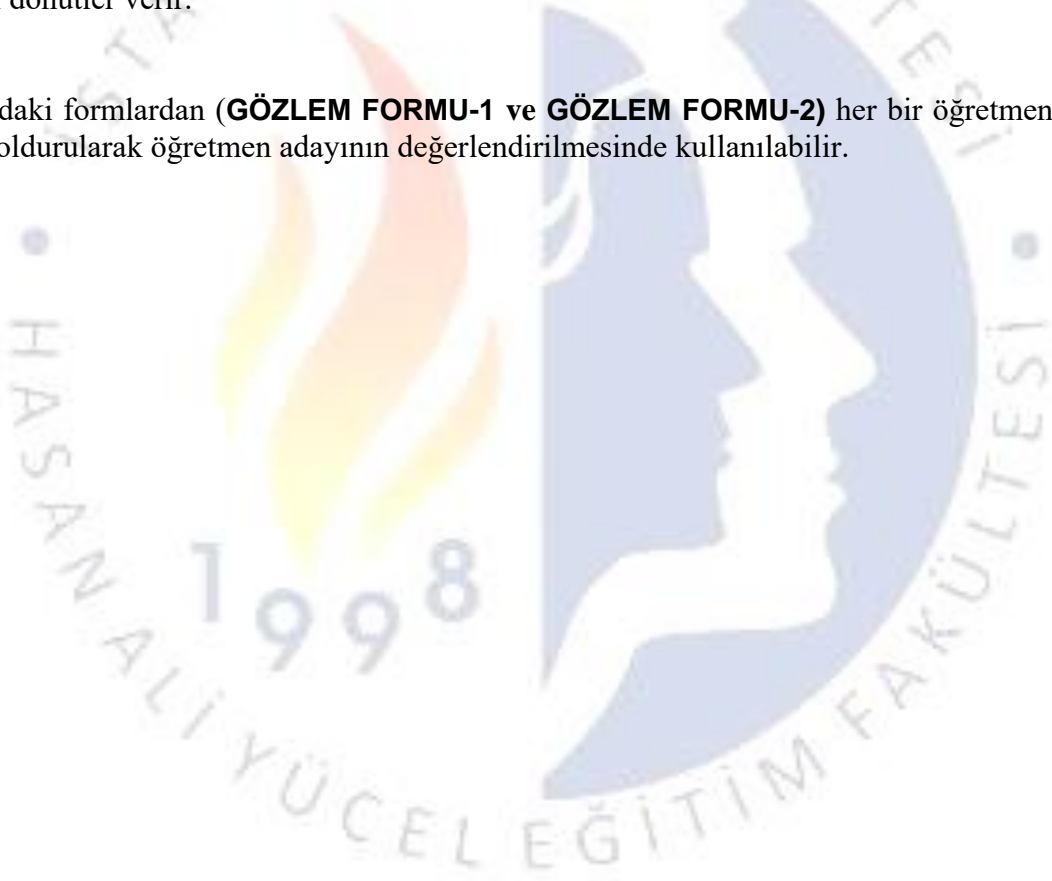 dönütler verir.
daki formlardan (GÖZLEM FORMU-1 ve GÖZLEM FORMU-2) her bir öğretmen
oldurularak öğretmen adayının değerlendirilmesinde kullanılabilir.
HASAN ALİ YÜCEL EĞİTİM FAKÜLTESİ
1998